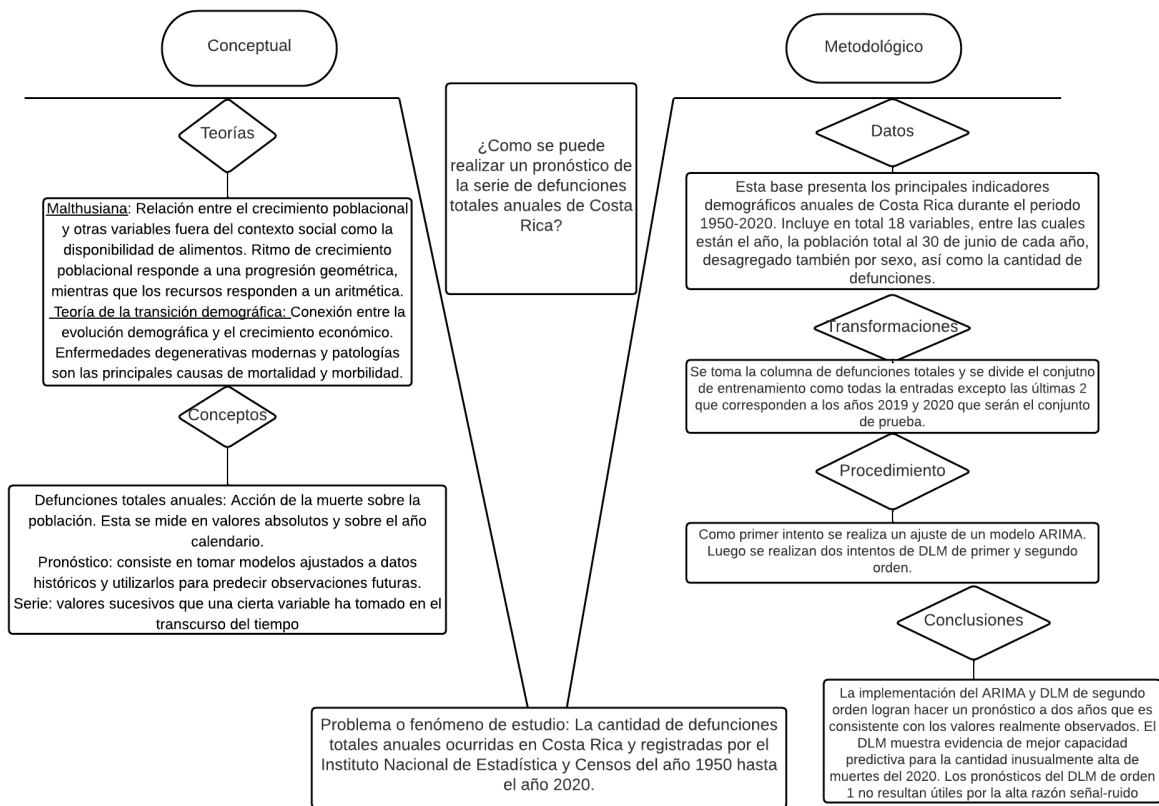 Conceptual
Teorías
Malthusiana: Relación entre el crecimiento poblacional
y otras variables fuera del contexto social como la
disponibilidad de alimentos. Ritmo de crecimiento
poblacional responde a una progresión geométrica,
mientras que los recursos responden a un aritmética.
Teoría de la transición demográfica: Conexión entre la
evolución demográfica y el crecimiento económico.
Enfermedades degenerativas modernas y patologías
son las principales causas de mortalidad y morbilidad.
Conceptos
Defunciones totales anuales: Acción de la muerte sobre la
población. Esta se mide en valores absolutos y sobre el año
calendario.
Pronóstico: consiste en tomar modelos ajustados a datos
históricos y utilizarlos para predecir observaciones futuras.
Serie: valores sucesivos que una cierta variable ha tomado en el
transcurso del tiempo
¿Como se puede
realizar un pronóstico de
la serie de defunciones
totales anuales de Costa
Rica?
Problema o fenómeno de estudio: La cantidad de defunciones
totales anuales ocurridas en Costa Rica y registradas por el
Instituto Nacional de Estadística y Censos del año 1950 hasta
el año 2020.
Metodológico
Datos
Esta base presenta los principales indicadores
demográficos anuales de Costa Rica durante el periodo
1950-2020. Incluye en total 18 variables, entre las cuales
están el año, la población total al 30 de junio de cada año,
desagregado también por sexo, así como la cantidad de
defunciones.
Transformaciones
Se toma la columna de defunciones totales y se divide el conjutno
de entrenamiento como todas la entradas excepto las últimas 2
que corresponden a los años 2019 y 2020 que serán el conjunto
de prueba.
Procedimiento
Como primer intento se realiza un ajuste de un modelo ARIMA.
Luego se realizan dos intentos de DLM de primer y segundo
orden.
Conclusiones
La implementación del ARIMA y DLM de segundo
orden logran hacer un pronóstico a dos años que es
consistente con los valores realmente observados. El
DLM muestra evidencia de mejor capacidad
predictiva para la cantidad inusualmente alta de
muertes del 2020. Los pronósticos del DLM de orden
1 no resultan útiles por la alta razón señal-ruido